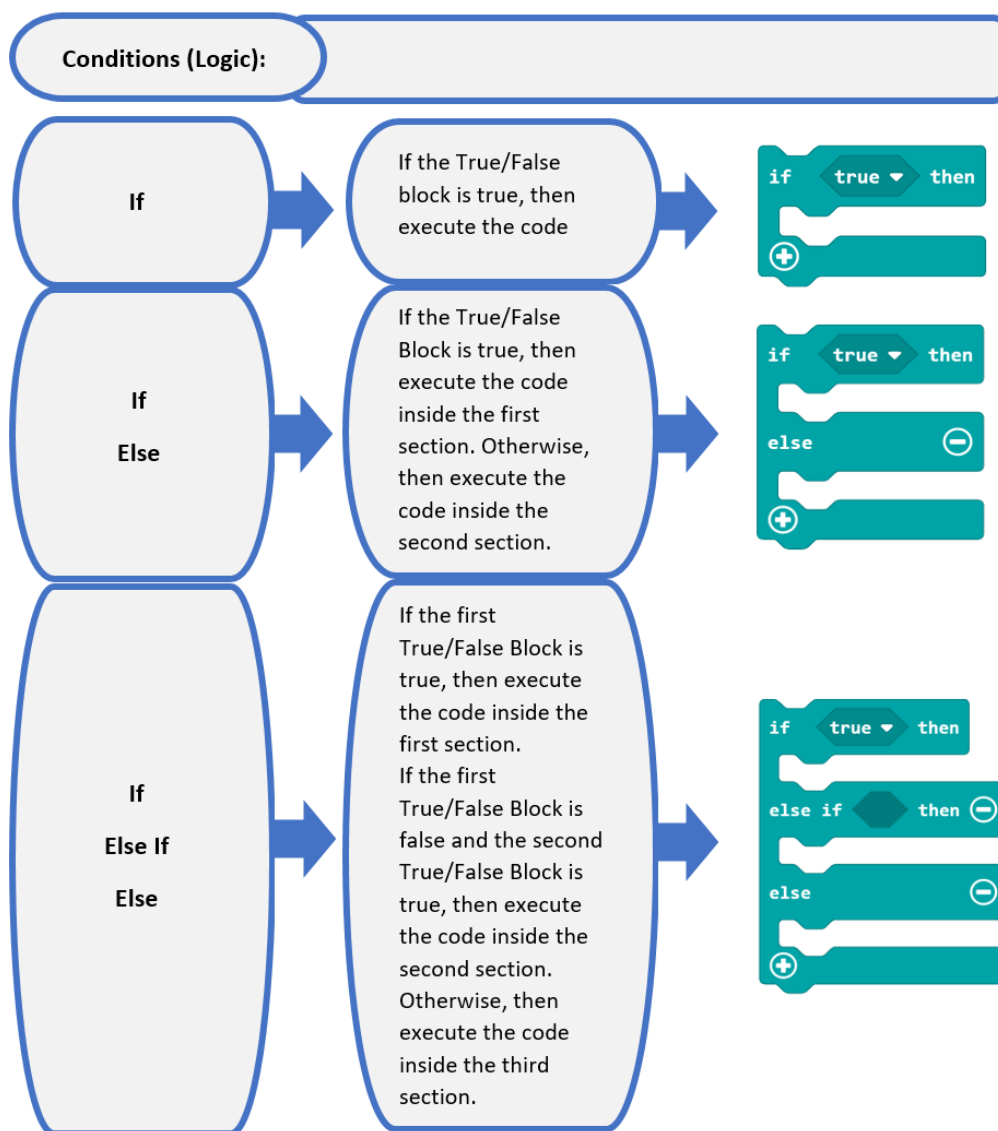 Conditions (Logic):
If
If the True/False
block is true, then
execute the code
if true then
If
Else
If the True/False
Block is true, then
execute the code
inside the first
section. Otherwise,
then execute the
code inside the
second section.
if true then
else
If
Else If
Else
If the first
True/False Block is
true, then execute
the code inside the
first section.
If the first
True/False Block is
false and the second
True/False Block is
true, then execute
the code inside the
second section.
Otherwise, then
execute the code
inside the third
section.
if true then
else if then
else